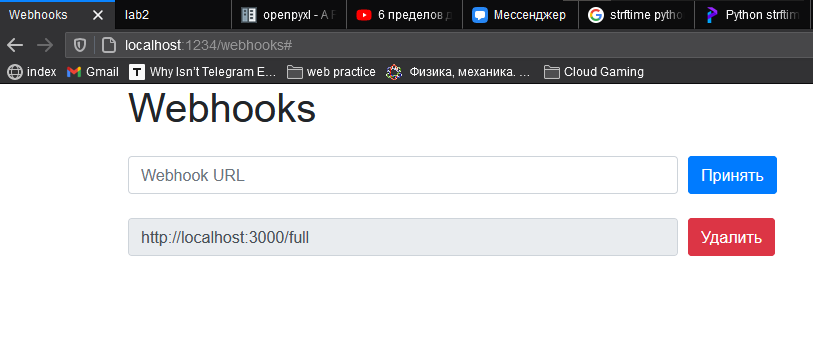 Webhooks lab2 openpyxl - A F 6 пределов д Мессенджер strftime pytho Python strftim
localhost:1234/webhooks#
index Gmail Why Isn't Telegram E… web practice Физика, механика. … Cloud Gaming
Webhooks
Webhook URL Принять
http://localhost:3000/full Удалить